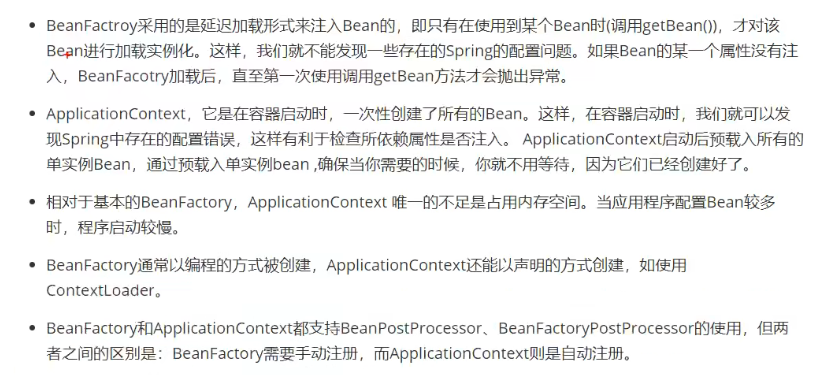 • BeanFactroy采用的是延迟加载形式来注入Bean的，即只有在使用到某个Bean时(调用getBean())，才对该
Bean进行加载实例化。这样，我们就不能发现一些存在的Spring的配置问题。如果Bean的某一个属性没有注
入，BeanFacotry加载后，直至第一次使用调用getBean方法才会抛出异常。
• ApplicationContext，它是在容器启动时，一次性创建了所有的Bean。这样，在容器启动时，我们就可以发
现Spring中存在的配置错误，这样有利于检查所依赖属性是否注入。 ApplicationContext启动后预载入所有的
单实例Bean，通过预载入单实例bean ,确保当你需要的时候，你就不用等待，因为它们已经创建好了。
• 相对于基本的BeanFactory，ApplicationContext 唯一的不足是占用内存空间。当应用程序配置Bean较多
时，程序启动较慢。
• BeanFactory通常以编程的方式被创建，ApplicationContext还能以声明的方式创建，如使用
ContextLoader。
• BeanFactory和ApplicationContext都支持BeanPostProcessor、BeanFactoryPostProcessor的使用，但两
者之间的区别是：BeanFactory需要手动注册，而ApplicationContext则是自动注册。